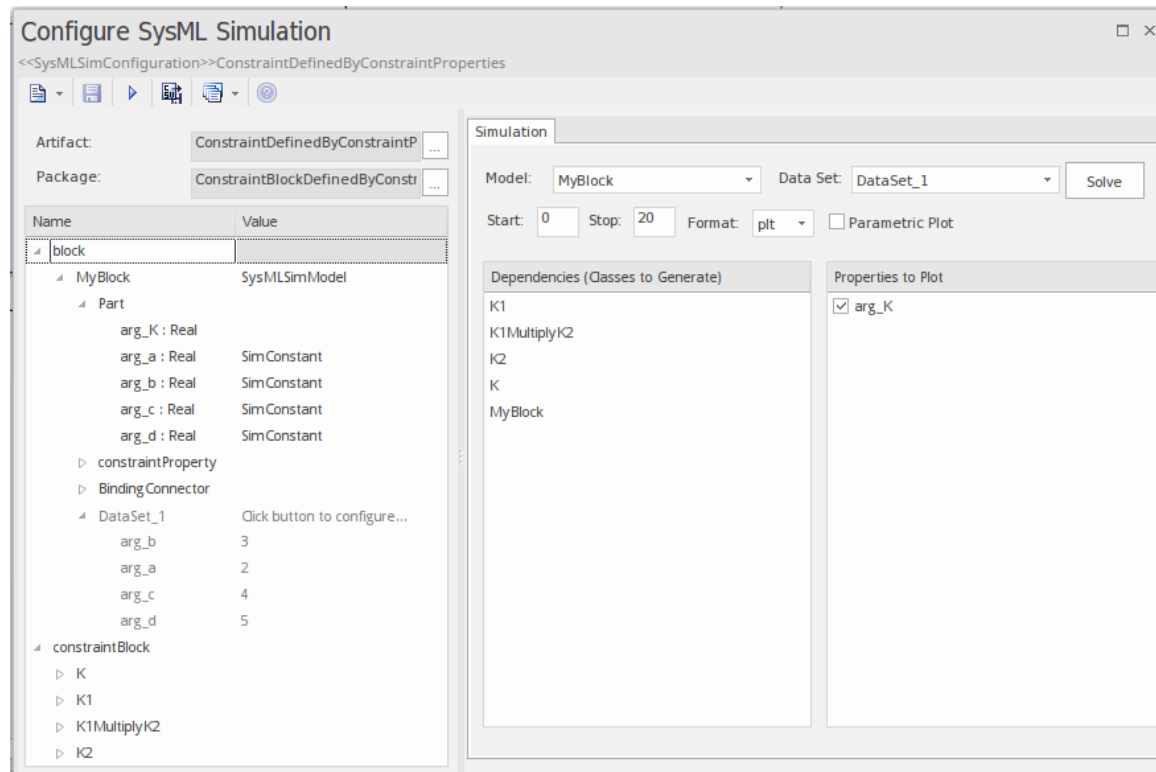 Configure SysML Simulation
<<SysMLSimConfiguration>>ConstraintDefinedByConstraintProperties
Artifact: ConstraintDefinedByConstraintP ...
Package: ConstraintBlockDefinedByConstr ...
Name Value
block
MyBlock SysMLSimModel
Part
arg_K : Real
arg_a : Real SimConstant
arg_b : Real SimConstant
arg_c : Real SimConstant
arg_d : Real SimConstant
constraintProperty
BindingConnector
DataSet_1 Click button to configure...
arg_b 3
arg_a 2
arg_c 4
arg_d 5
constraintBlock
K
K1
K1MultiplyK2
K2
Simulation
Model: MyBlock Data Set: DataSet_1 Solve
Start: 0 Stop: 20 Format: plt Parametric Plot
Dependencies (Classes to Generate)
K1
K1MultiplyK2
K2
K
MyBlock
Properties to Plot
arg_K